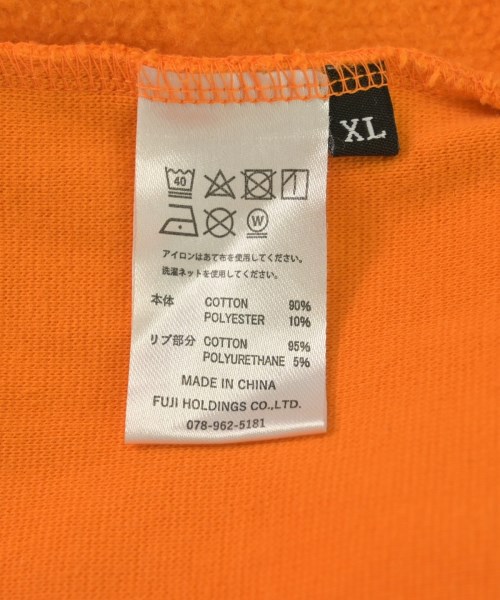 XL
40
W
アイロンはあて布を使用してください。
洗濯ネットを使用してください。
本体 COTTON 90%
POLYESTER 10%
リブ部分 COTTON 95%
POLYURETHANE 5%
MADE IN CHINA
FUJI HOLDINGS CO.,LTD.
078-962-5181